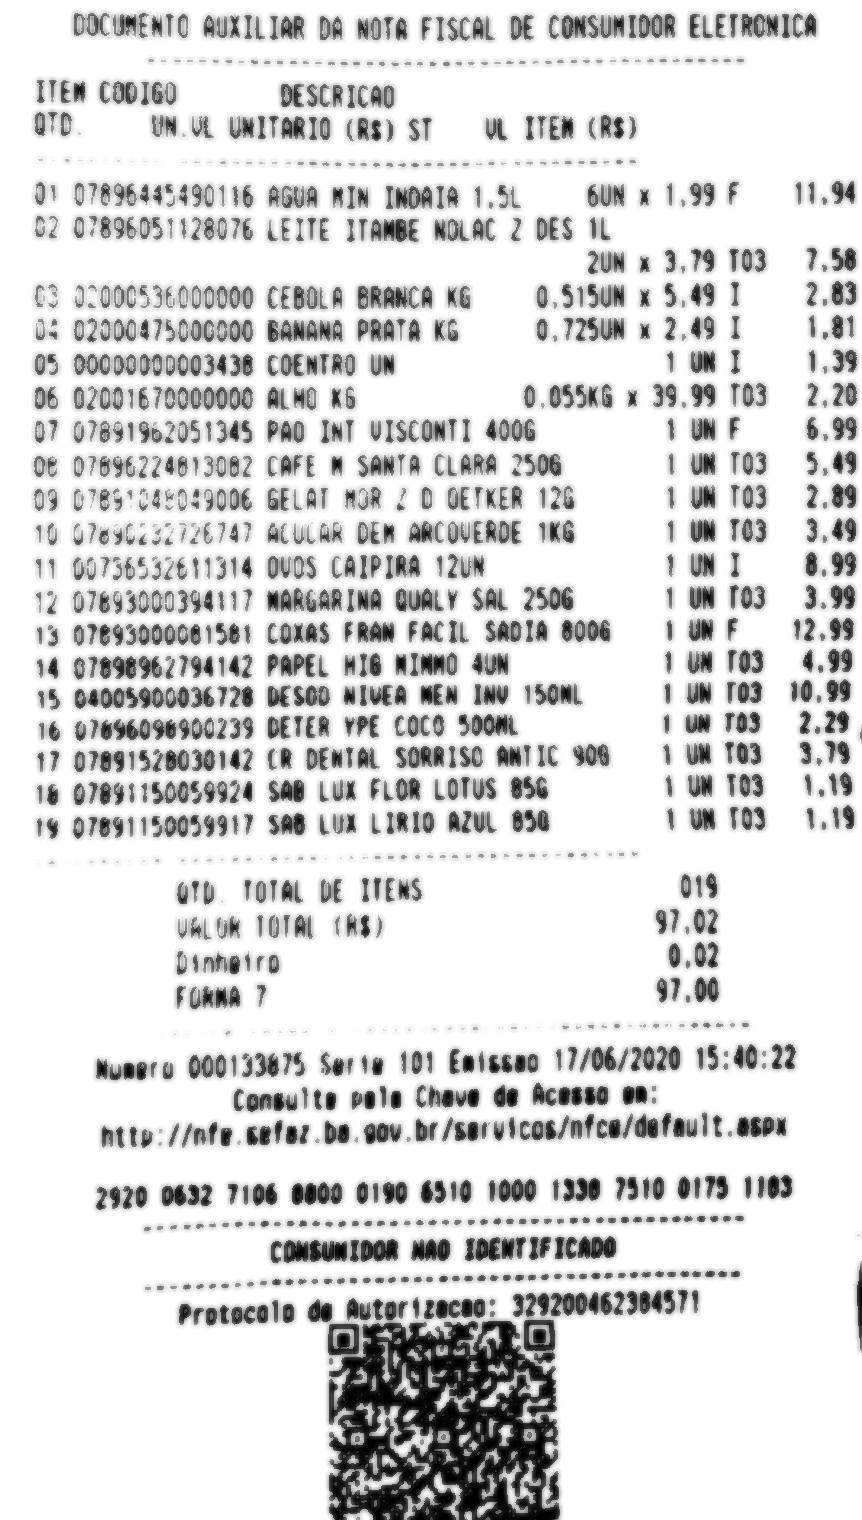 DOCUMENTO AUXILIAR DA NOTA FISCAL DE CONSUMIDOR ELETRONICA
ITEM CODIGO DESCRICAO
QTD. UN.VL UNITARIO (R$) ST VL ITEM (R$)
01 07896445490116 AGUA MIN INDAIA 1,5L 6UN x 1,99 F 11,94
02 07896051128076 LEITE ITAMBE NOLAC Z DES 1L
2UN x 3,79 T03 7,58
03 02000536000000 CEBOLA BRANCA KG 0,515UN x 5,49 I 2,83
04 02000475000000 BANANA PRATA KG 0,725UN x 2,49 I 1,81
05 00000000003438 COENTRO UN 1 UN I 1,39
06 02001670000000 ALHO KG 0,055KG x 39,99 T03 2,20
07 07891962051345 PAO INT VISCONTI 400G 1 UN F 6,99
08 07896224813082 CAFE M SANTA CLARA 250G 1 UN T03 5,49
09 07891048049006 GELAT MOR Z D OETKER 12G 1 UN T03 2,89
10 07890232726747 ACUCAR DEM ARCOVERDE 1KG 1 UN T03 3,49
11 00736532611314 OVOS CAIPIRA 12UN 1 UN I 8,99
12 07893000394117 MARGARINA QUALY SAL 250G 1 UN T03 3,99
13 07893000081581 COXAS FRAN FACIL SADIA 800G 1 UN F 12,99
14 07898962794142 PAPEL HIG MIMMO 4UN 1 UN T03 4,99
15 04005900036728 DESOD NIVEA MEN INV 150ML 1 UN T03 10,99
16 07896098900239 DETER YPE COCO 500ML 1 UN T03 2,29
17 07891528030142 CR DENTAL SORRISO ANTIC 90G 1 UN T03 3,79
18 07891150059924 SAB LUX FLOR LOTUS 85G 1 UN T03 1,19
19 07891150059917 SAB LUX LIRIO AZUL 85G 1 UN T03 1,19
QTD. TOTAL DE ITENS 019
VALOR TOTAL (R$) 97,02
Dinheiro 0,02
FORMA 7 97,00
Numero 000133875 Serie 101 Emissao 17/06/2020 15:40:22
Consulte pela Chave de Acesso em:
http://nfe.sefaz.ba.gov.br/servicos/nfce/default.aspx
2920 0632 7106 8800 0190 6510 1000 1338 7510 0175 1183
CONSUMIDOR NAO IDENTIFICADO
Protocolo de Autorizacao: 329200462384571